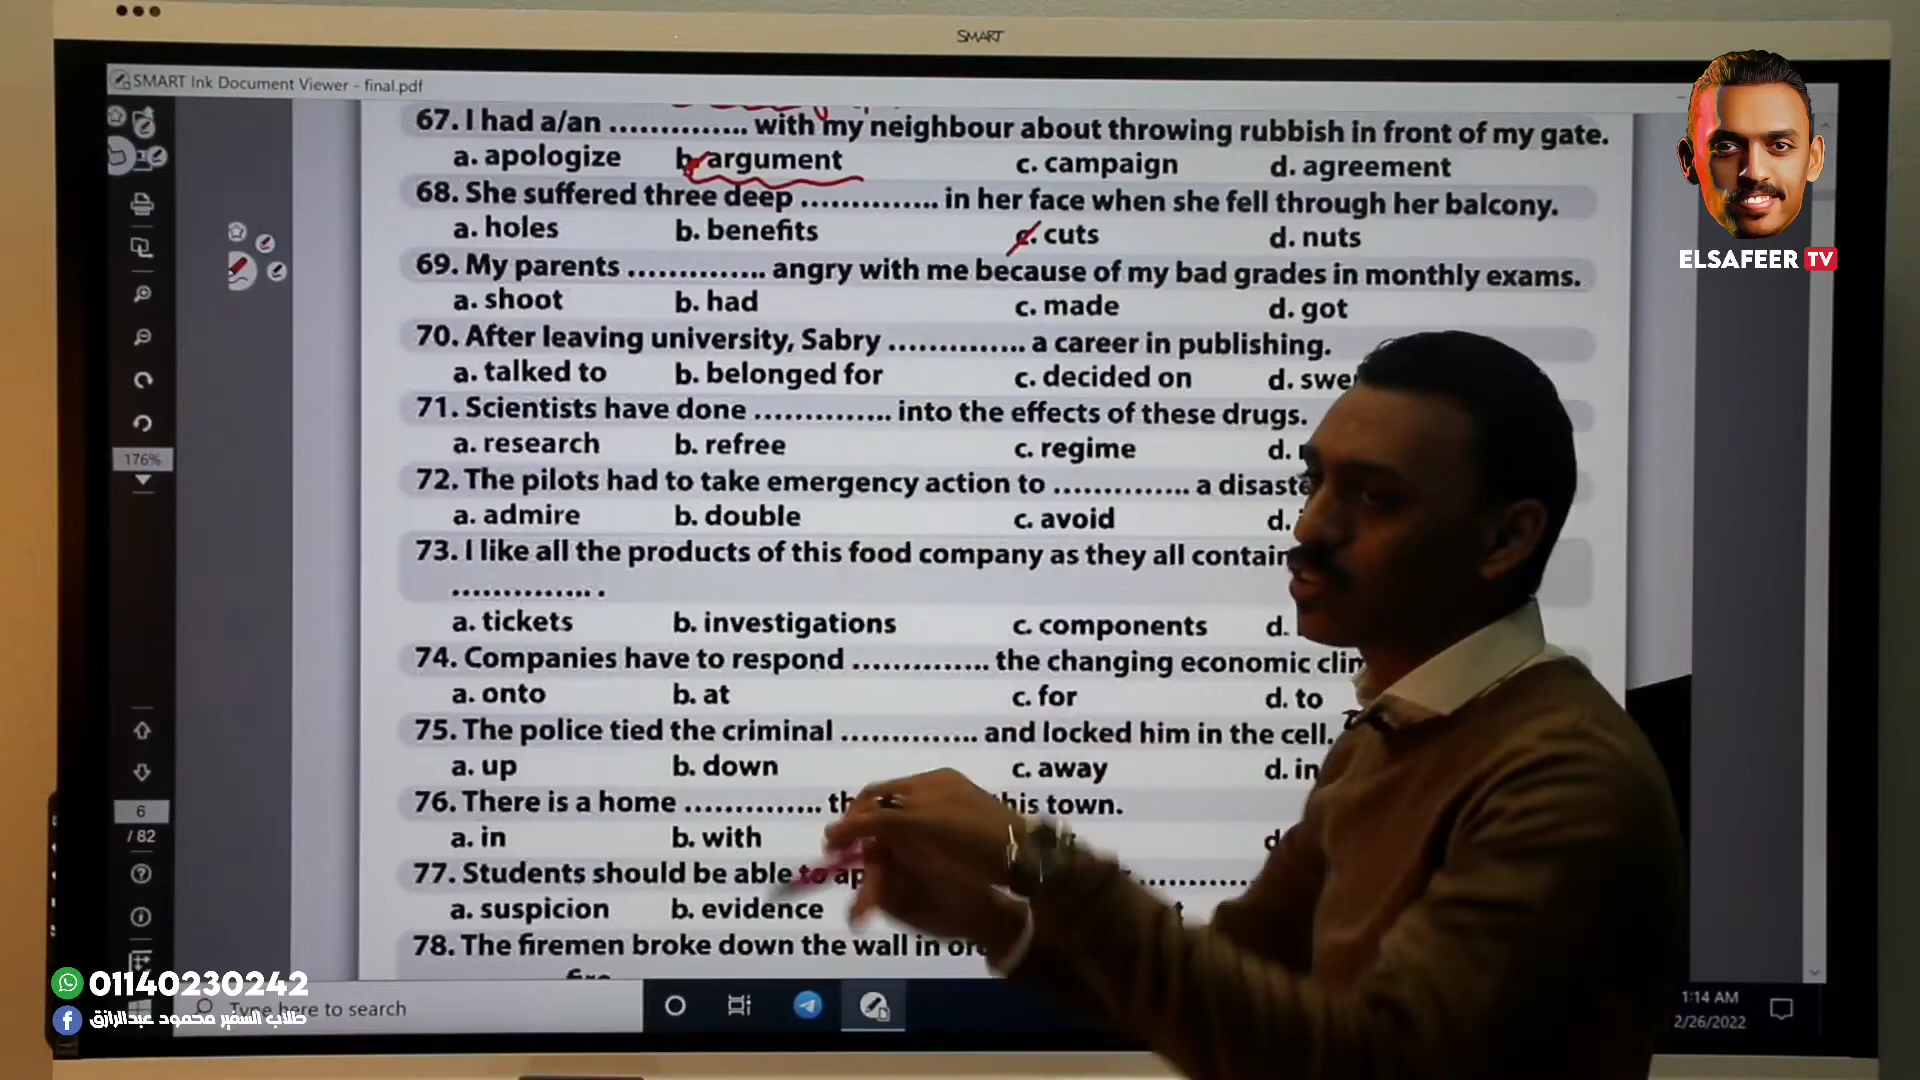 SMART
SMART Ink Document Viewer - final.pdf
67. I had a/an .............. with my neighbour about throwing rubbish in front of my gate.
a. apologize b. argument c. campaign d. agreement
68. She suffered three deep .............. in her face when she fell through her balcony.
a. holes b. benefits c. cuts d. nuts
69. My parents .............. angry with me because of my bad grades in monthly exams.
a. shoot b. had c. made d. got
70. After leaving university, Sabry .............. a career in publishing.
a. talked to b. belonged for c. decided on d.
71. Scientists have done .............. into the effects of these drugs.
a. research b. refree c. regime d.
72. The pilots had to take emergency action to .............. a
a. admire b. double c. avoid d.
73. I like all the products of this food company as they all contain
.............. .
a. tickets b. investigations c. components d.
74. Companies have to respond .............. the changing economic
a. onto b. at c. for d. to
75. The police tied the criminal .............. and locked him in the cell.
a. up b. down c. away d. in
76. There is a home .............. this town.
a. in b. with
77. Students should be able to ..............
a. suspicion b. evidence
78. The firemen broke down the wall in
176%
6
/ 82
Type here to search
1:14 AM
2/26/2022
ELSAFEER TV
01140230242
طلاب السفير محمود عبدالرازق